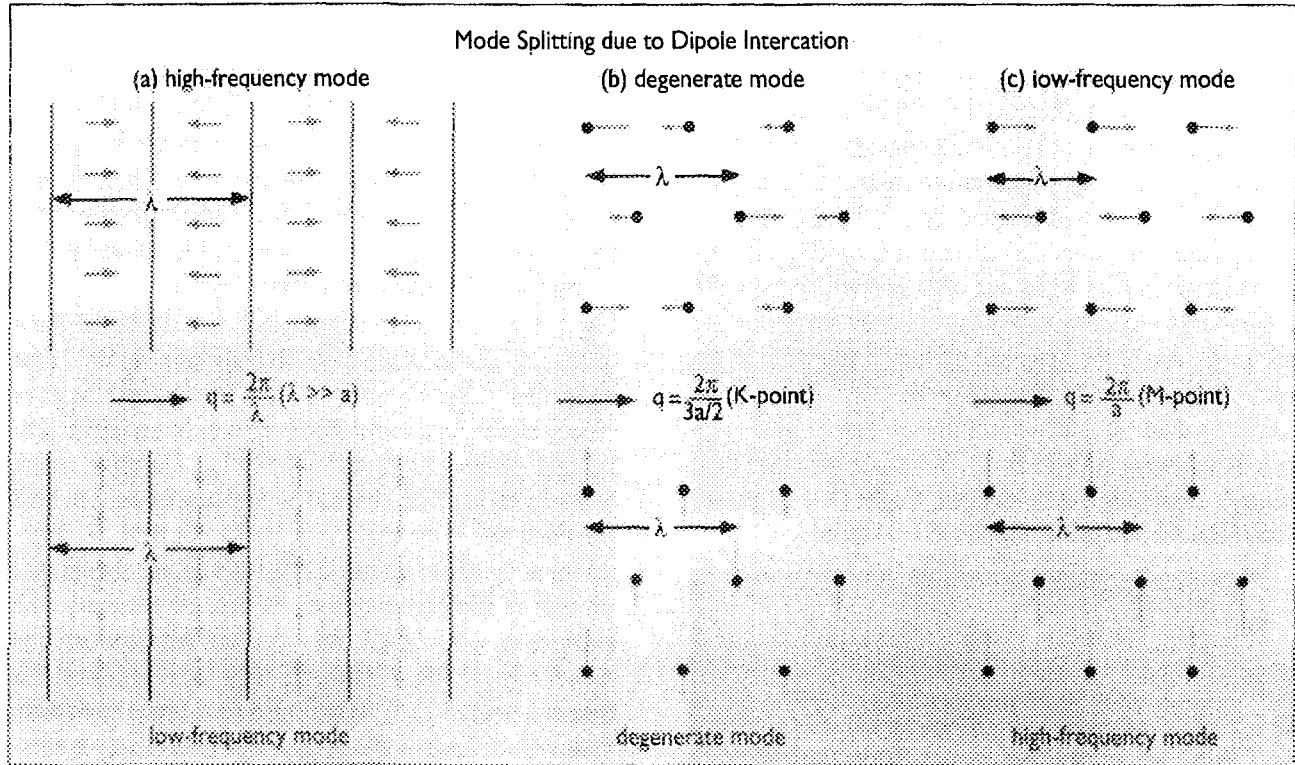 Mode Splitting due to Dipole Intercation
(a) high-frequency mode
(b) degenerate mode
(c) low-frequency mode
λ
λ
λ
q = 2π/λ (λ >> a)
q = 2π/3a/2 (K-point)
q = 2π/a (M-point)
λ
λ
λ
low-frequency mode
degenerate mode
high-frequency mode